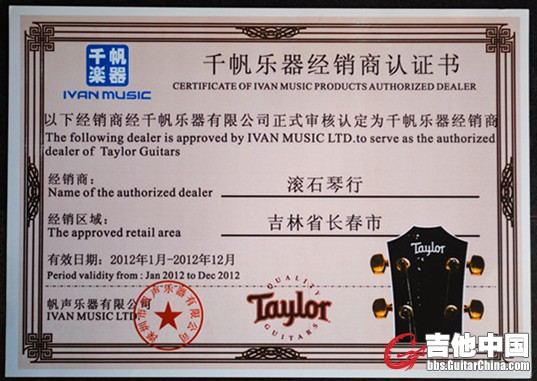 千帆
楽器
IVAN MUSIC
千帆乐器经销商认证书
CERTIFICATE OF IVAN MUSIC PRODUCTS AUTHORIZED DEALER
以下经销商经千帆乐器有限公司正式审核认定为千帆乐器经销商
The following dealer is approved by IVAN MUSIC LTD.to serve as the authorized
dealer of Taylor Guitars
经销商: 滚石琴行
Name of the authorized dealer
经销区域: 吉林省长春市
The approved retail area
有效日期: 2012年1月-2012年12月
Period validity from : Jan 2012 to Dec 2012
帆声乐器有限公司
IVAN MUSIC LTD.
QUALITY
Taylor
GUITARS
Taylor
吉他中国
bbs.GuitarChina.com